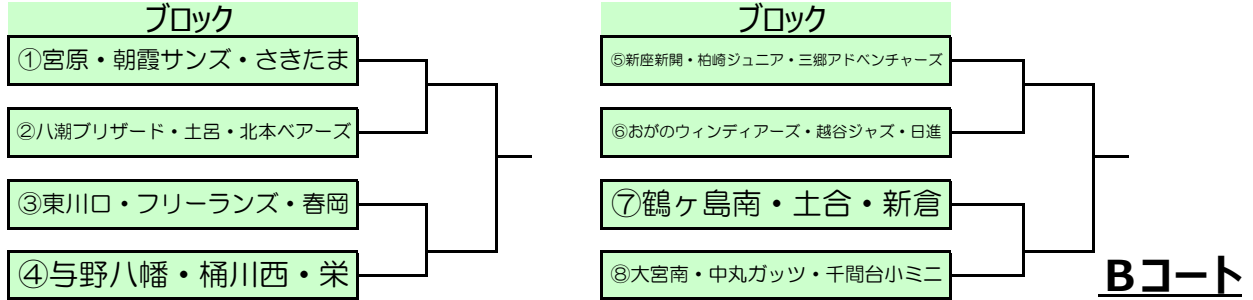 ブロック
①宮原・朝霞サンズ・さきたま
②八潮ブリザード・土呂・北本ベアーズ
③東川口・フリーランズ・春岡
④与野八幡・桶川西・栄
ブロック
⑤新座新開・柏崎ジュニア・三郷アドベンチャーズ
⑥おがのウィンディアーズ・越谷ジャズ・日進
⑦鶴ヶ島南・土合・新倉
⑧大宮南・中丸ガッツ・千間台小ミニ
Bコート